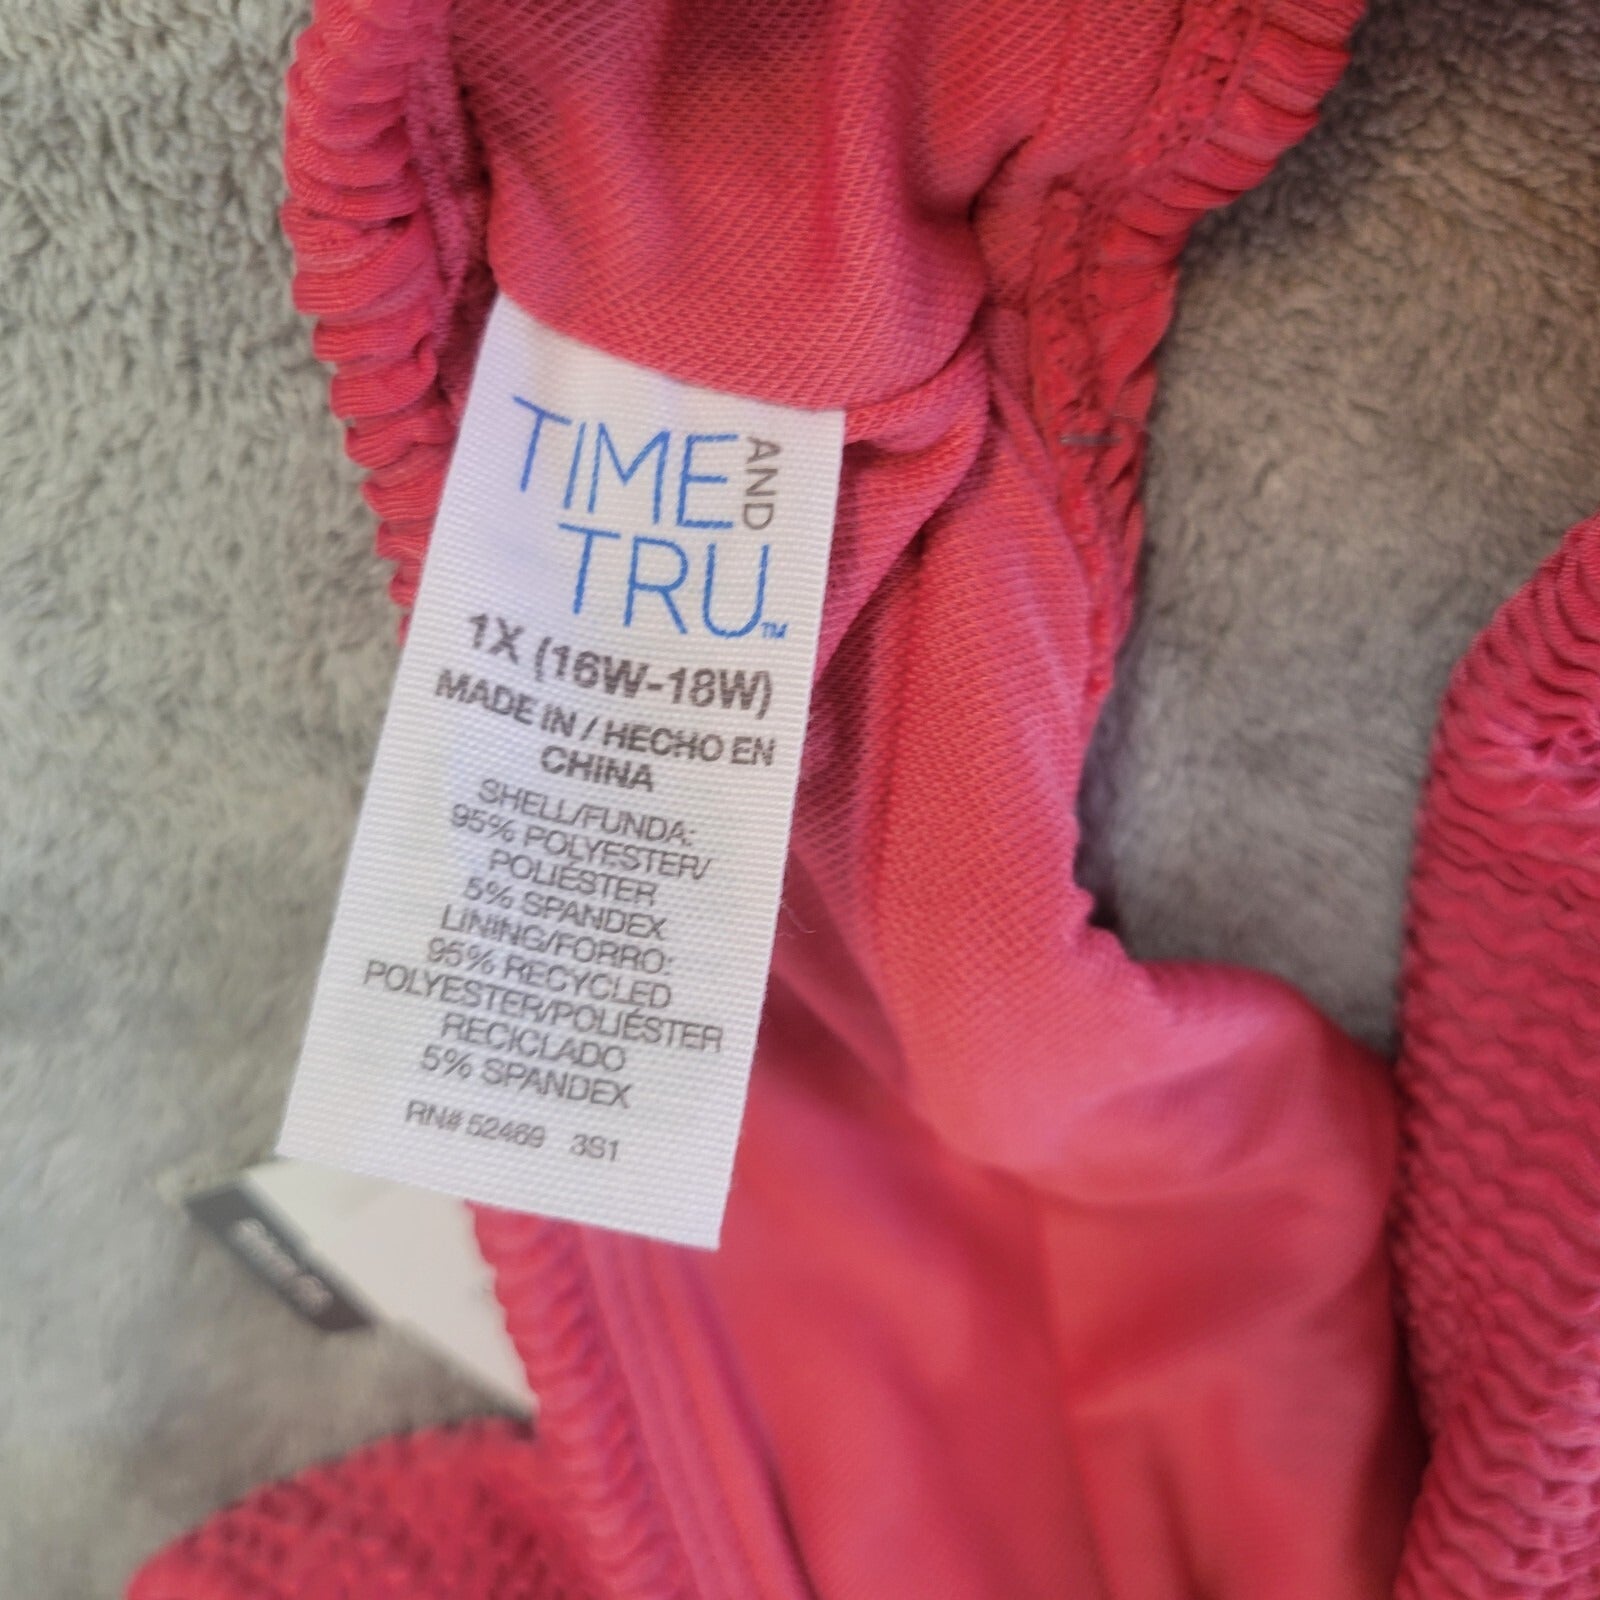 TIME AND
TRU™
1X (16W-18W)
MADE IN / HECHO EN
CHINA
SHELL/FUNDA:
95% POLYESTER/
POLIÉSTER
5% SPANDEX
LINING/FORRO:
95% RECYCLED
POLYESTER/POLIÉSTER
RECICLADO
5% SPANDEX
RN# 52469 3S1